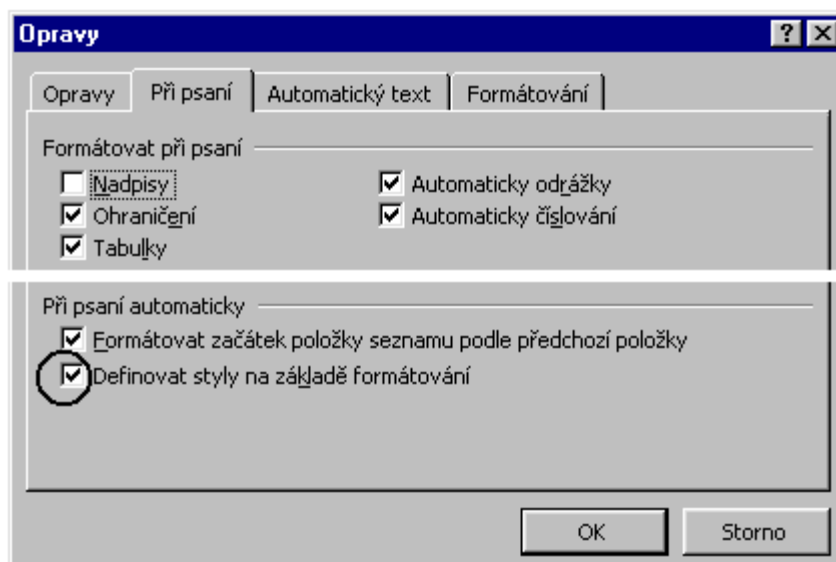 Opravy
Opravy Při psaní Automatický text Formátování
Formátovat při psaní
Nadpisy Automaticky odrážky
Ohraničení Automaticky číslování
Tabulky
Při psaní automaticky
Formátovat začátek položky seznamu podle předchozí položky
Definovat styly na základě formátování
OK Storno